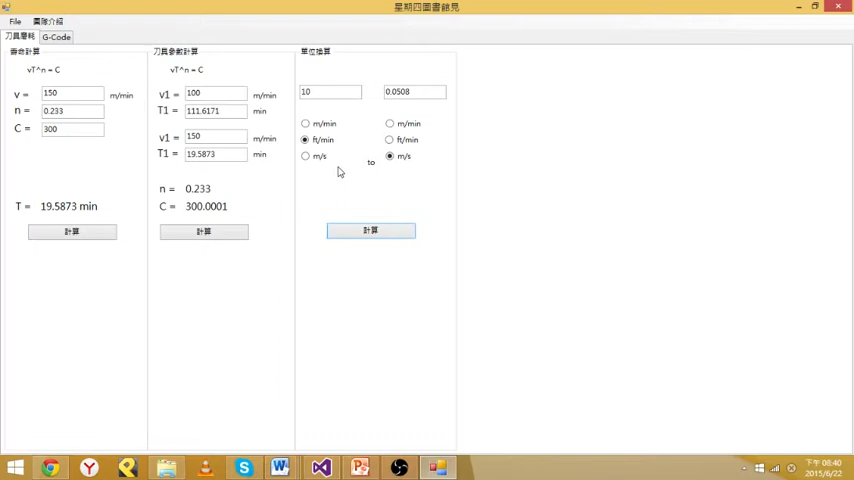 星期四圖書館見
File 團隊介紹
刀具磨耗 G-Code
壽命計算
vT^n = C
v = 150 m/min
n = 0.233
C = 300
T = 19.5873 min
計算
刀具參數計算
vT^n = C
v1 = 100 m/min
T1 = 111.6171 min
v1 = 150 m/min
T1 = 19.5873 min
n = 0.233
C = 300.0001
計算
單位換算
10 0.0508
m/min m/min
ft/min ft/min
m/s to m/s
計算
下午 08:40
2015/6/22